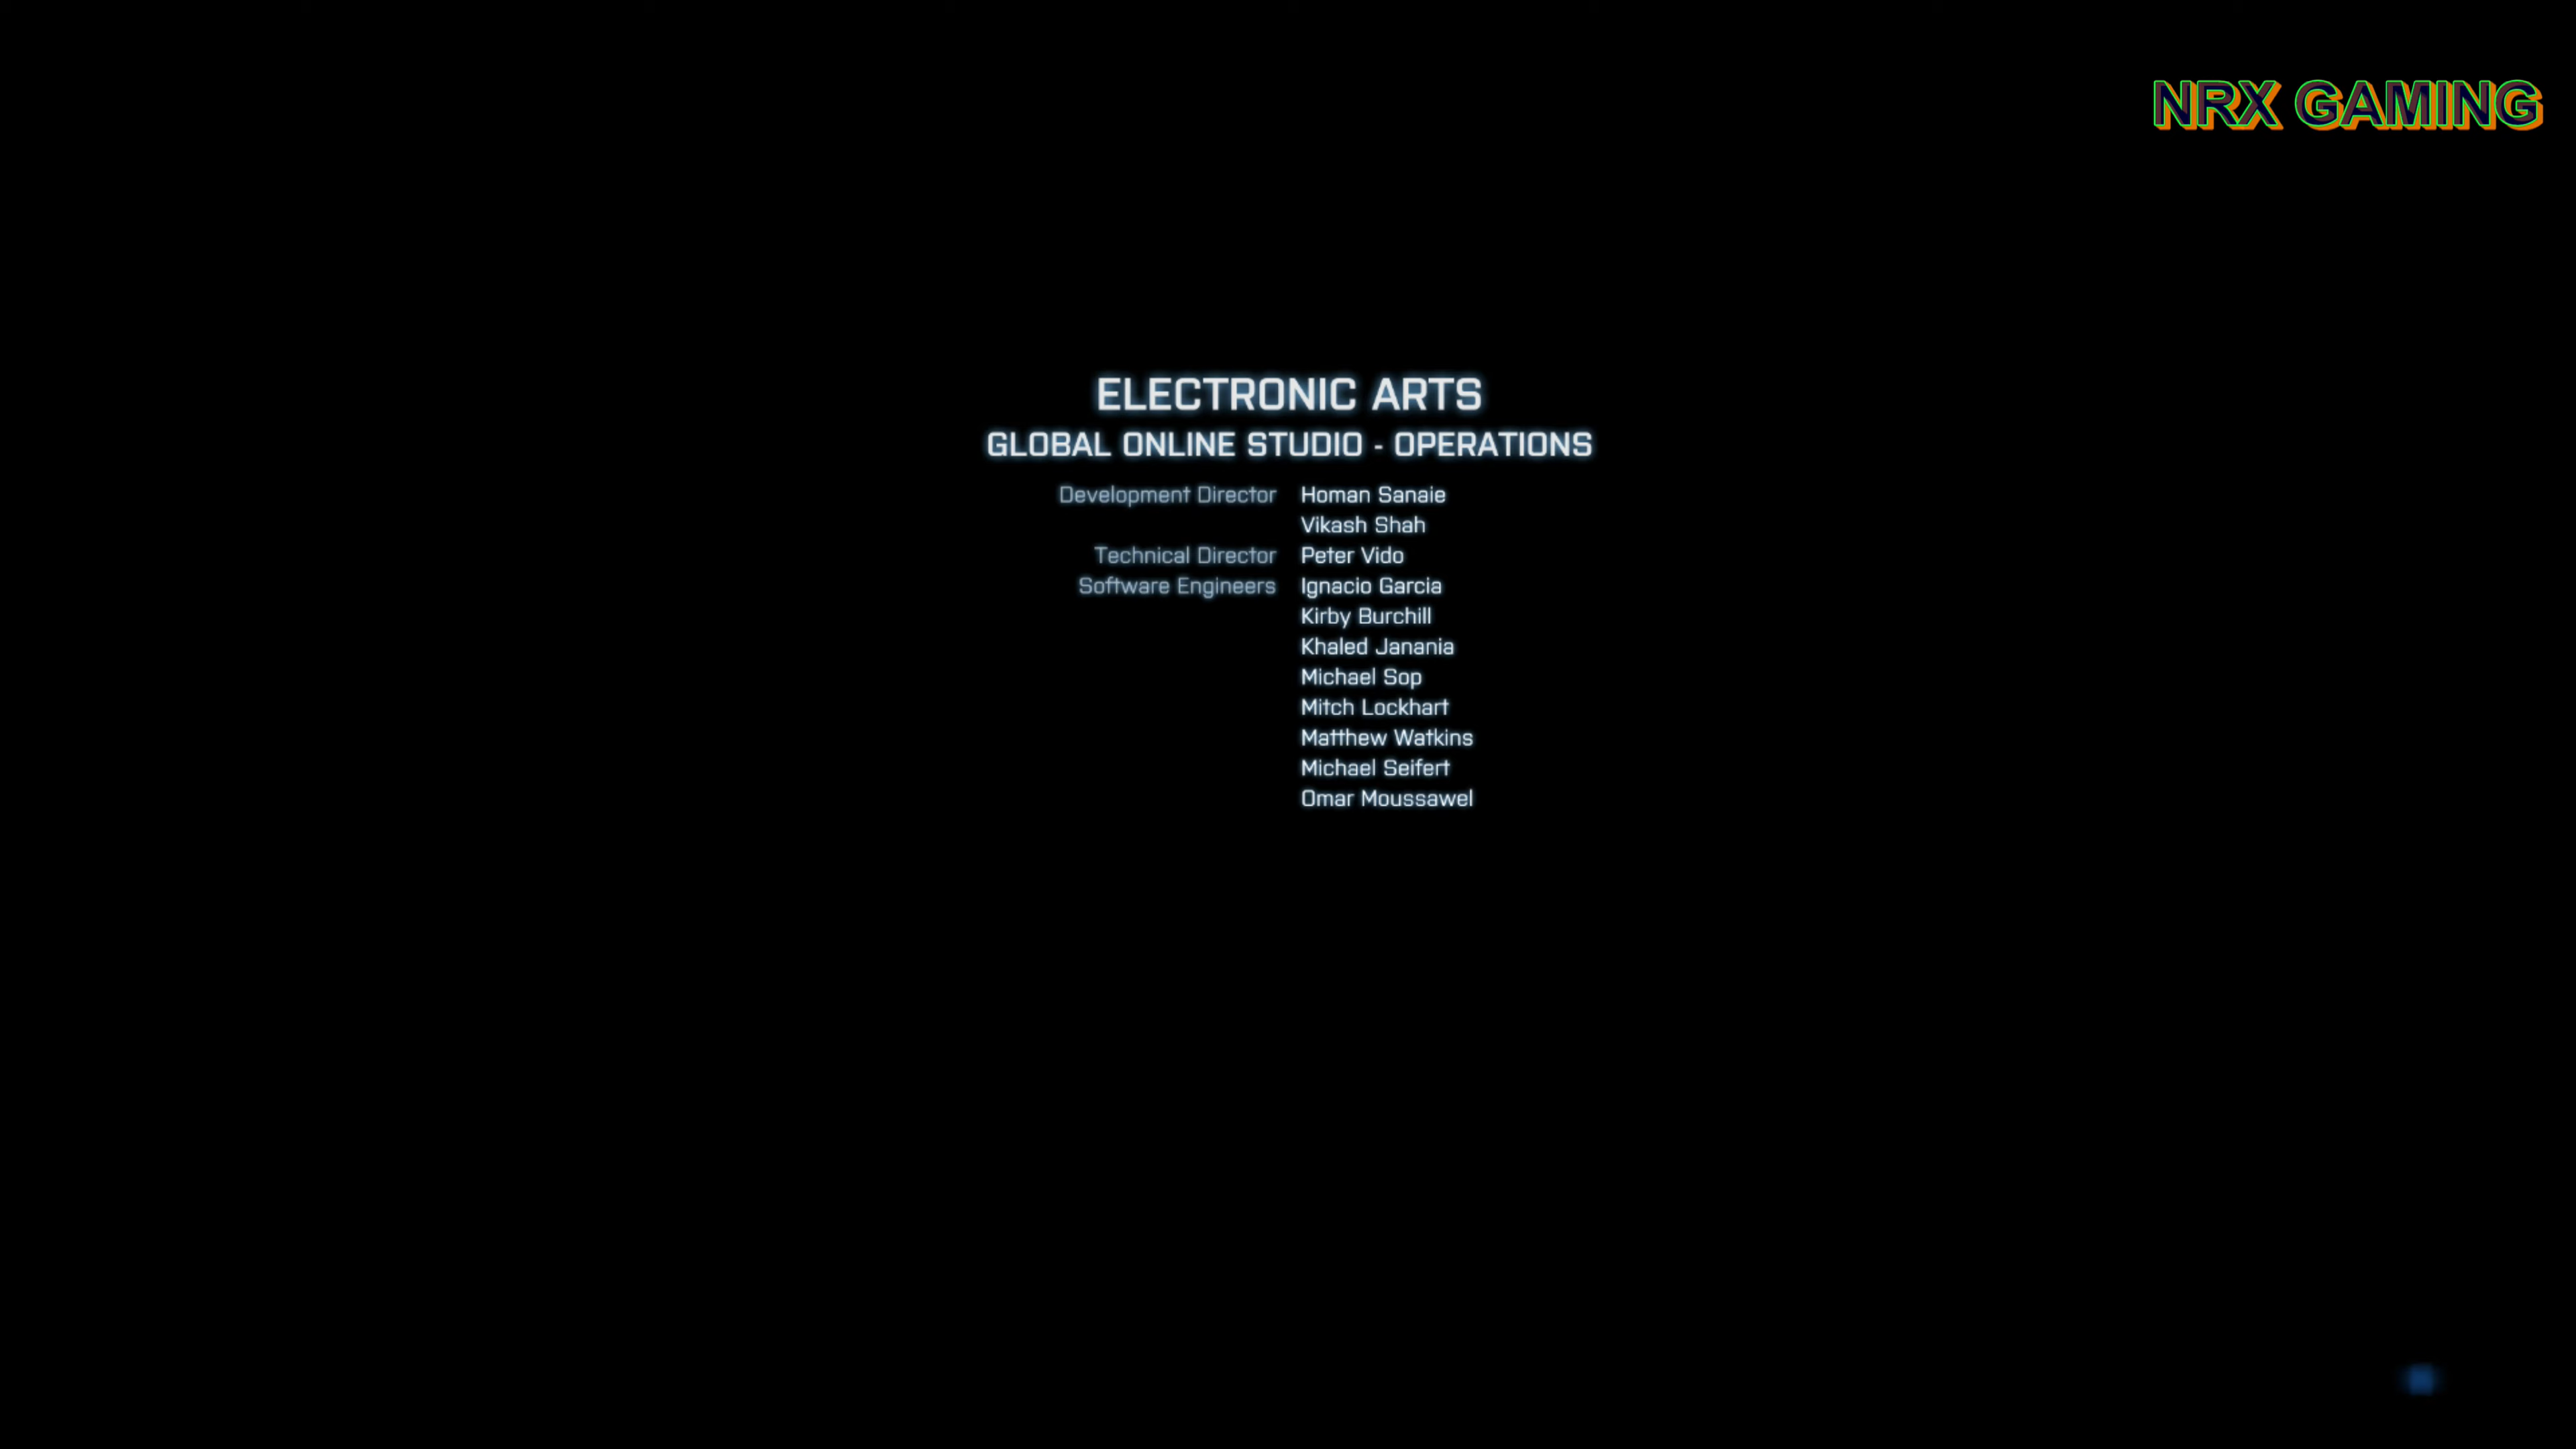 NRX GAMING
ELECTRONIC ARTS
GLOBAL ONLINE STUDIO - OPERATIONS
Development Director Homan Sanaie
Vikash Shah
Technical Director Peter Vido
Software Engineers Ignacio Garcia
Kirby Burchill
Khaled Janania
Michael Sop
Mitch Lockhart
Matthew Watkins
Michael Seifert
Omar Moussawel